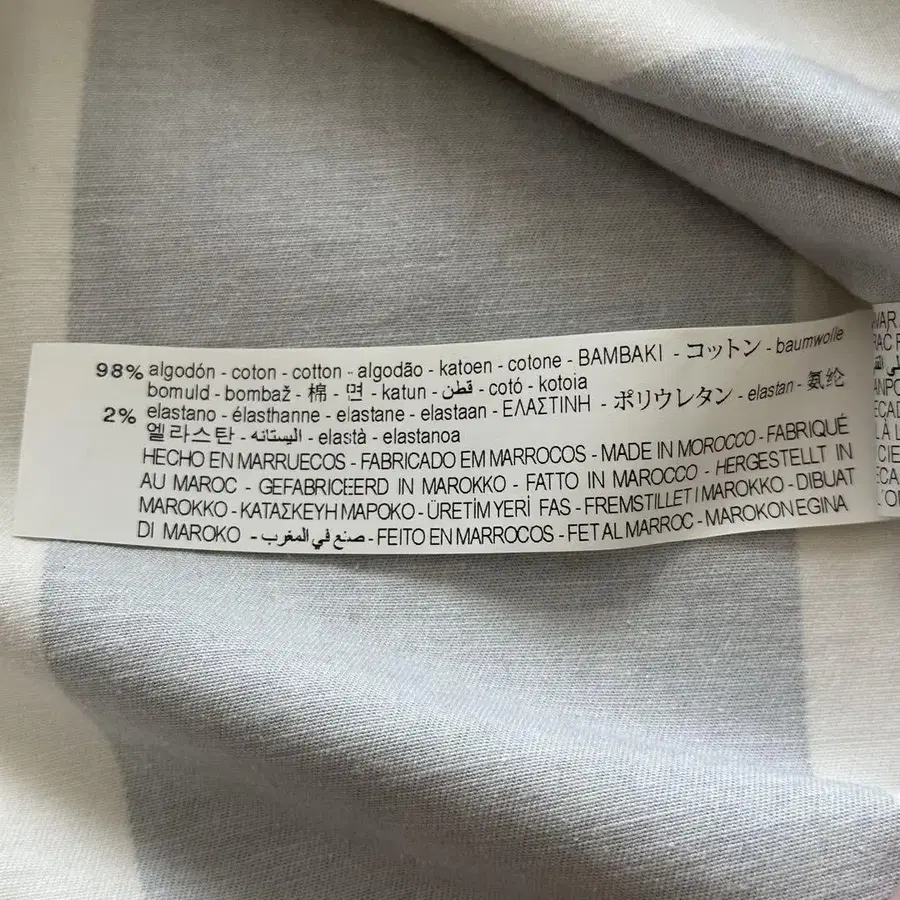 98% algodón - coton - cotton - algodão - katoen - cotone - BAMBAKI - コットン - baumwolle
bomuld - bombaž - 棉 - 면 - katun - قطن - cotó - kotoia
2% elastano - élasthanne - elastane - elastaan - ΕΛΑΣΤΙΝΗ - ポリウレタン - elastan - 氨纶
엘라스탄 - اليستانه - elastà - elastanoa
HECHO EN MARRUECOS - FABRICADO EM MARROCOS - MADE IN MOROCCO - FABRIQUÉ
AU MAROC - GEFABRICEERD IN MAROKKO - FATTO IN MAROCCO - HERGESTELLT IN
MAROKKO - ΚΑΤΑΣΚΕΥΗ ΜΑΡΟΚΟ - ÜRETİM YERİ FAS - FREMSTILLET I MAROKKO - DIBUAT
DI MAROKO - صنع في المغرب - FEITO EN MARROCOS - FET AL MARROC - MAROKON EGINA